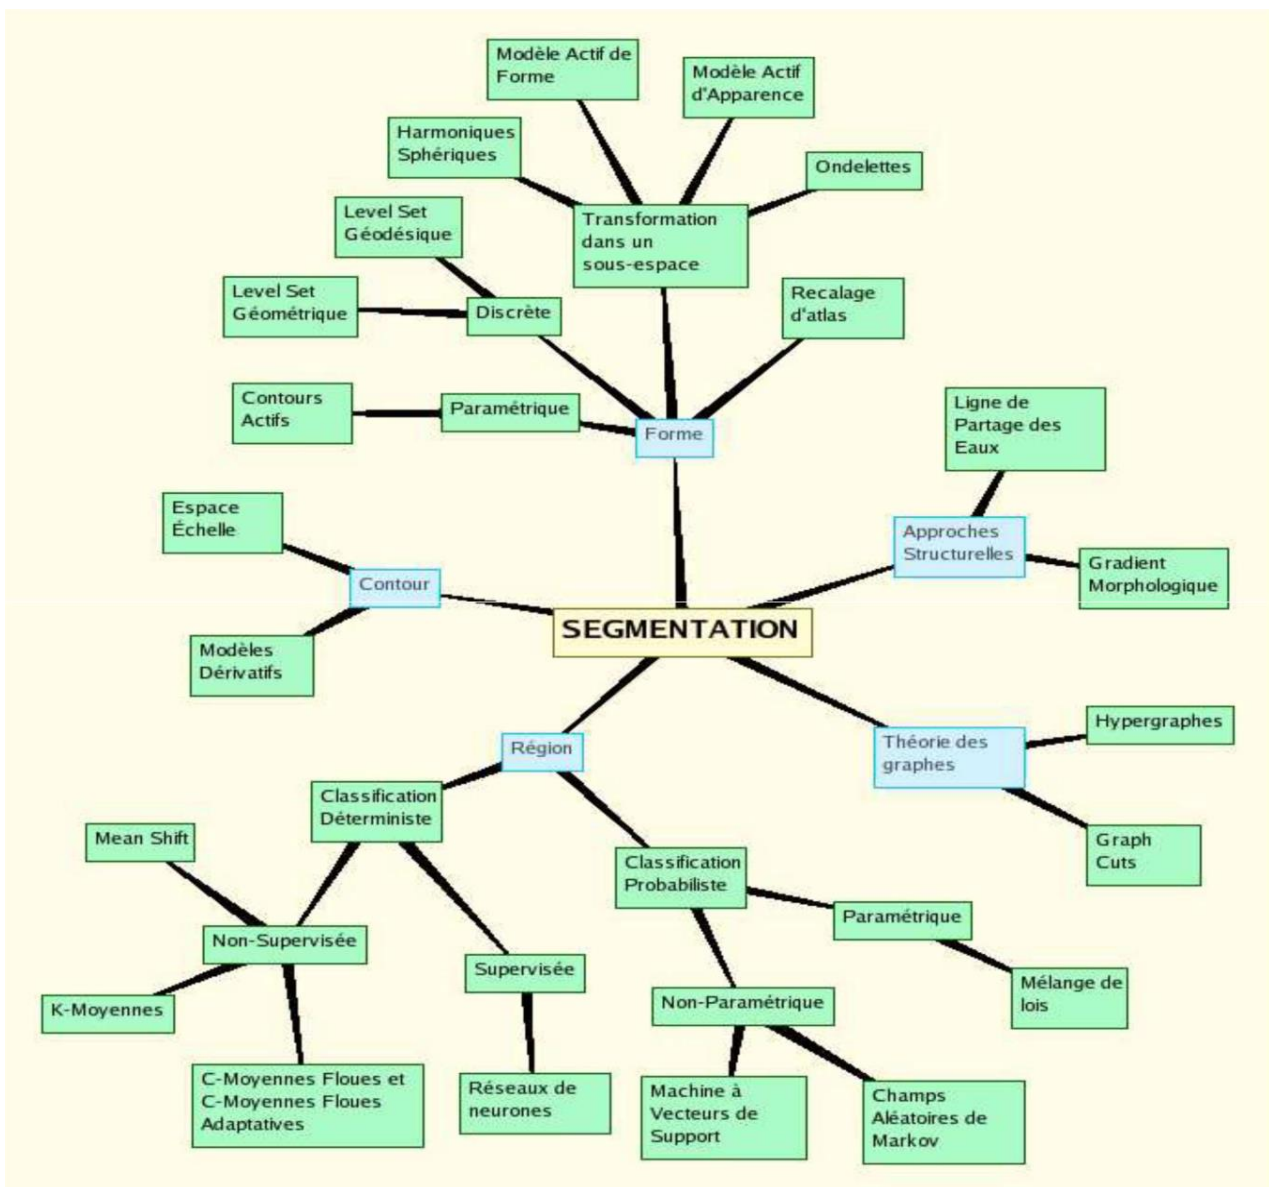 Modèle Actif de
Forme
Modèle Actif
d'Apparence
Harmoniques
Sphériques
Ondelettes
Level Set
Géodésique
Transformation
dans un
sous-espace
Level Set
Géométrique
Discrète
Recalage
d'atlas
Contours
Actifs
Paramétrique
Forme
Ligne de
Partage des
Eaux
Espace
Échelle
Approches
Structurelles
Gradient
Morphologique
Contour
SEGMENTATION
Modèles
Dérivatifs
Hypergraphes
Région
Théorie des
graphes
Classification
Déterministe
Mean Shift
Graph
Cuts
Classification
Probabiliste
Paramétrique
Non-Supervisée
Supervisée
Mélange de
lois
K-Moyennes
Non-Paramétrique
C-Moyennes Floues et
C-Moyennes Floues
Adaptatives
Réseaux de
neurones
Machine à
Vecteurs de
Support
Champs
Aléatoires de
Markov